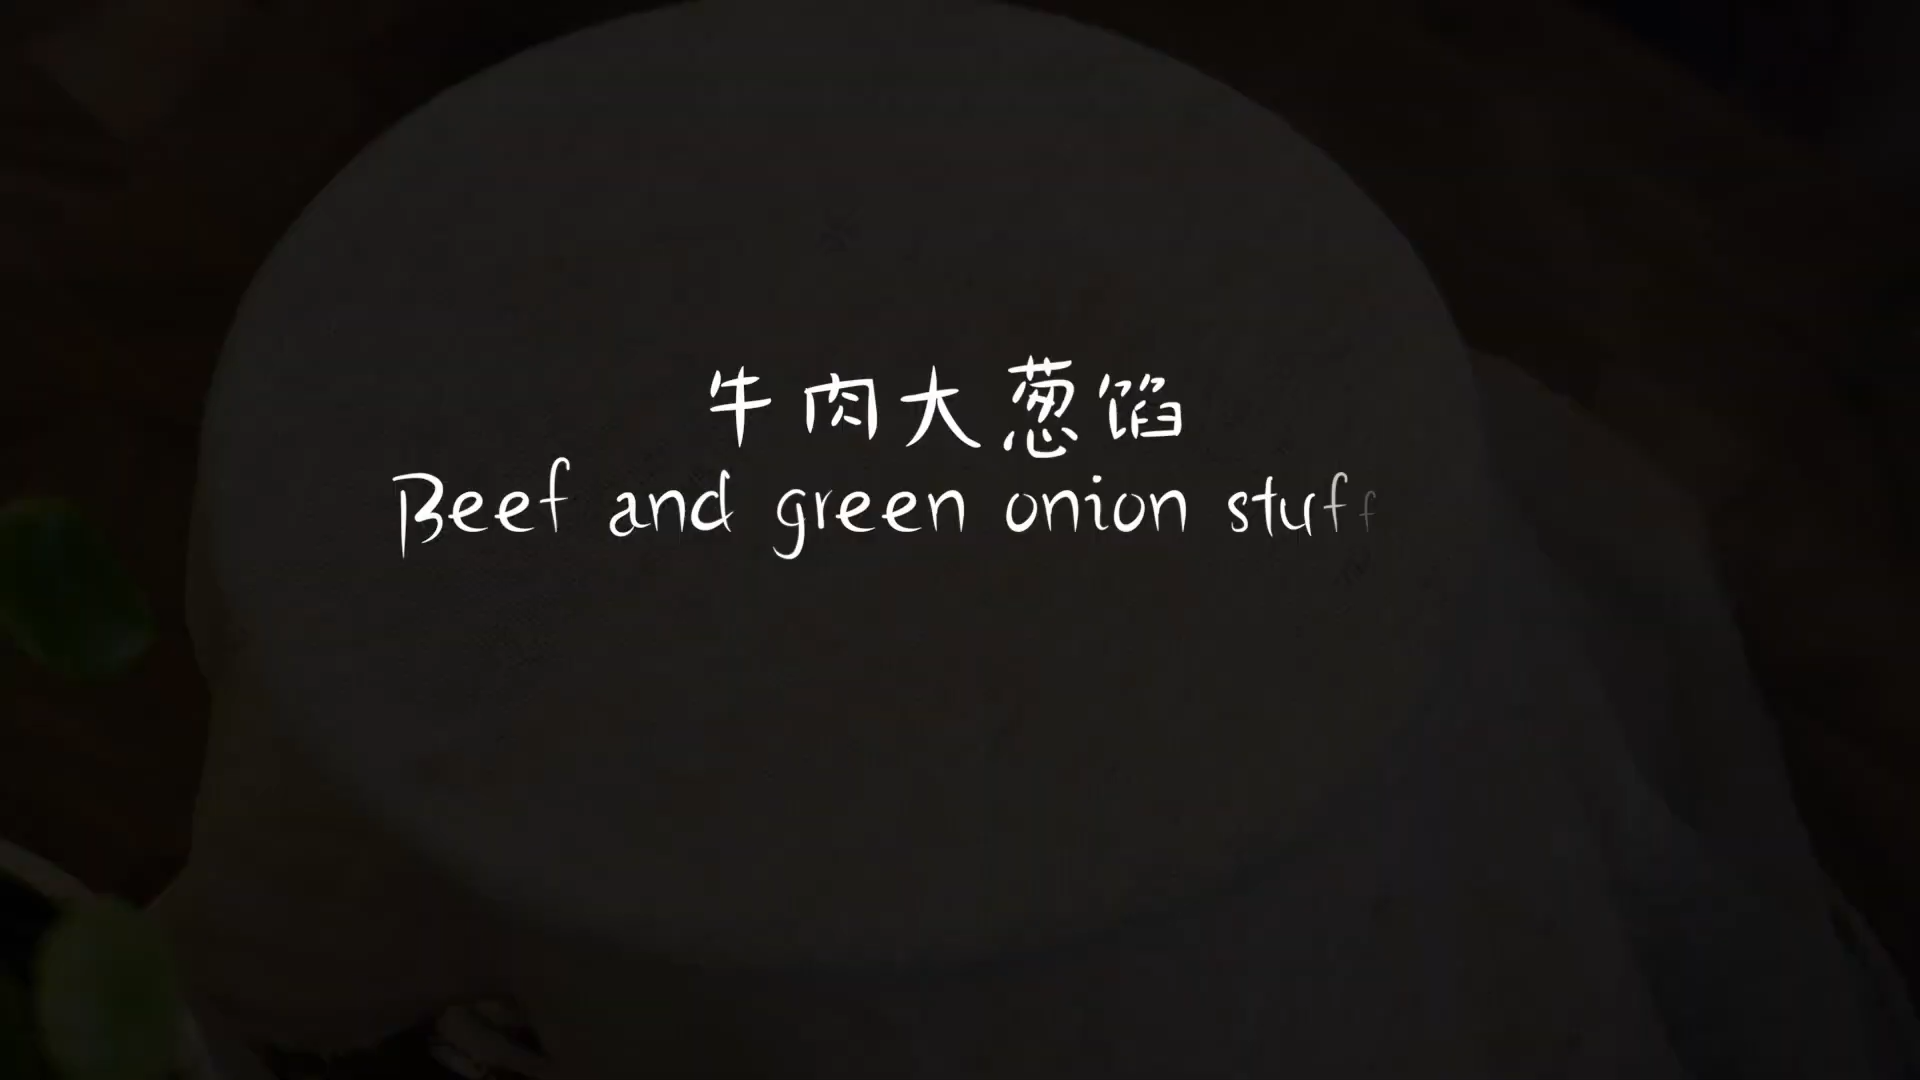 牛肉大葱馅
Beef and green onion stuff